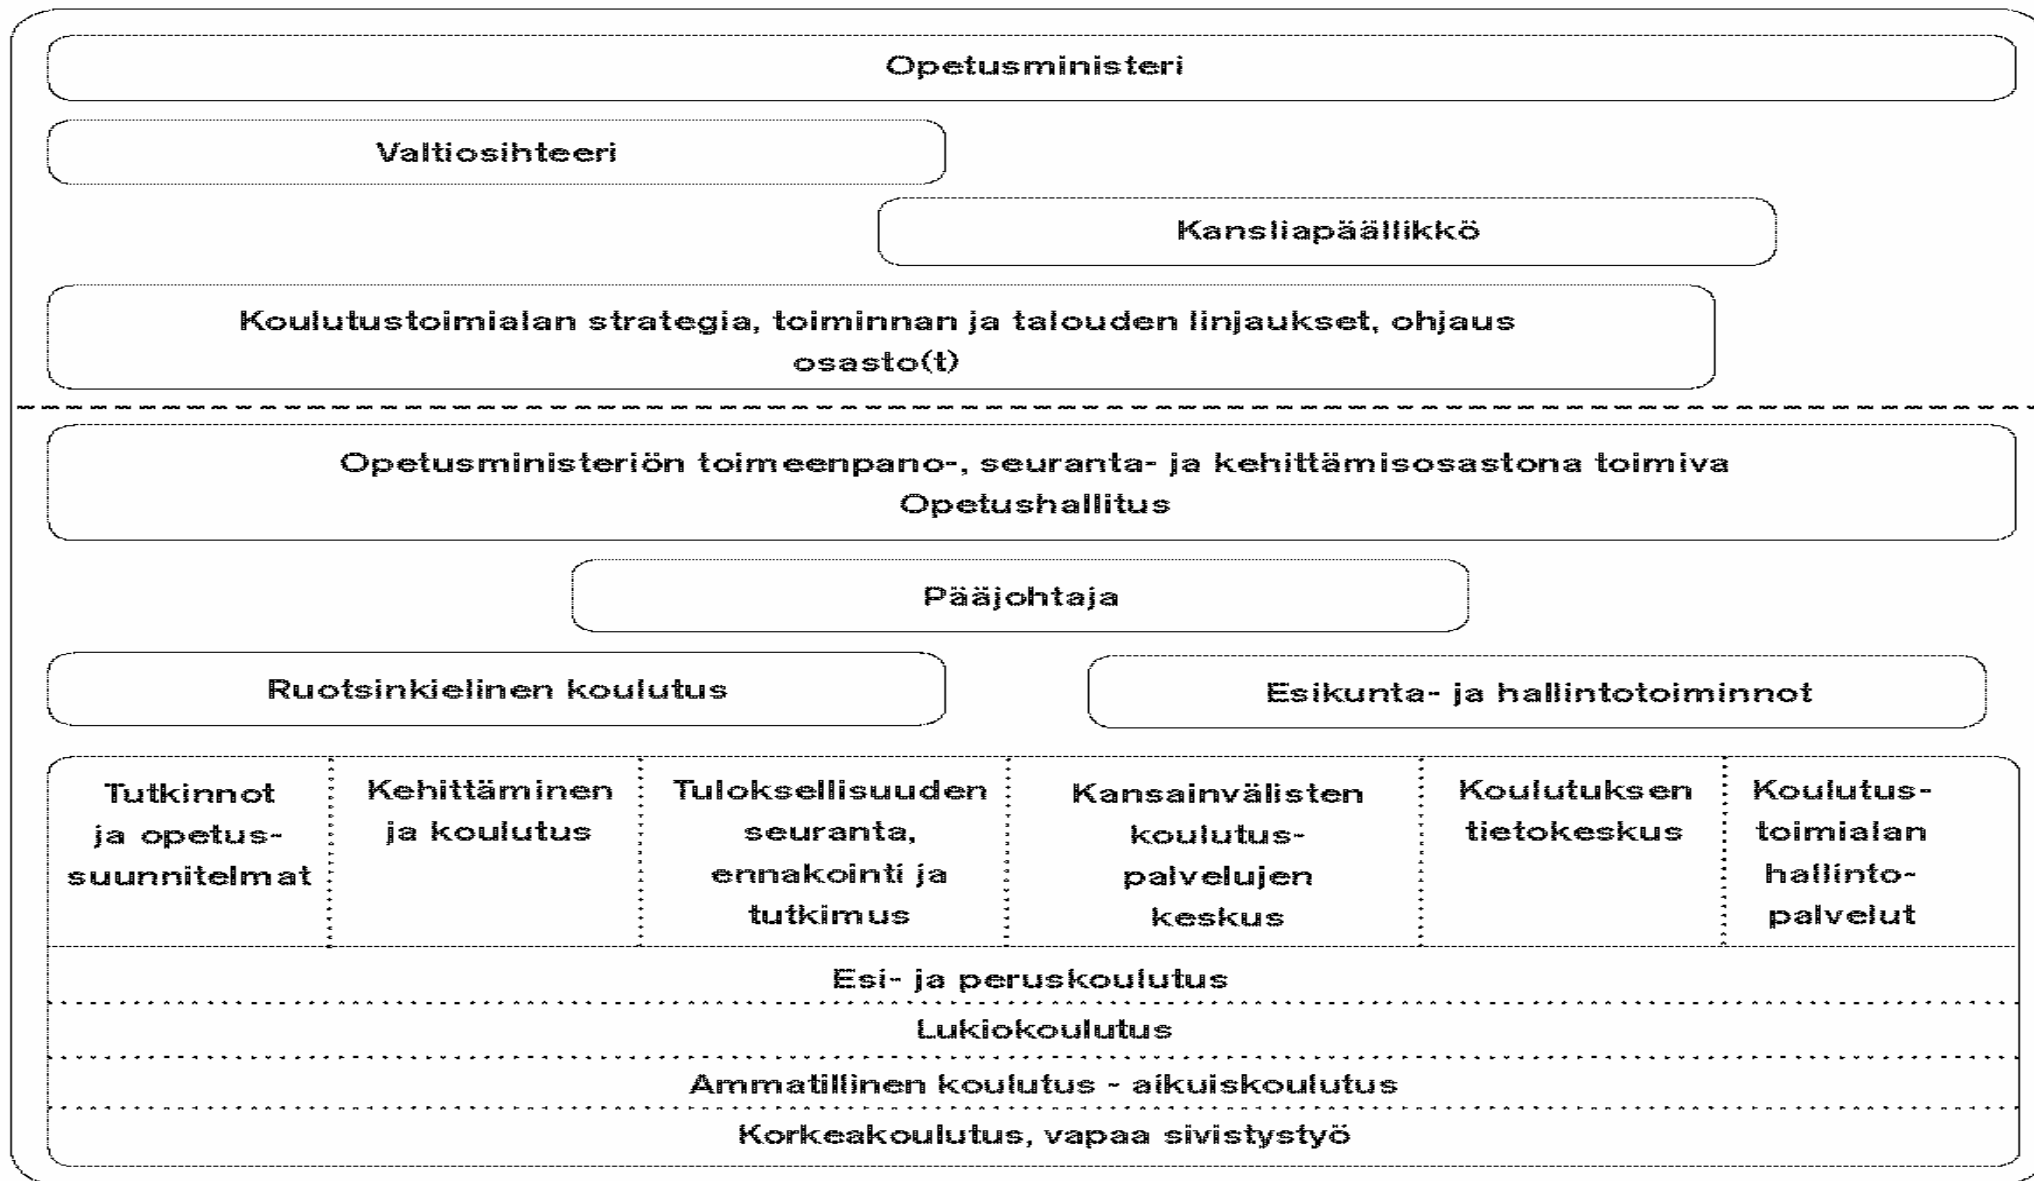 Opetusministeri
Valtiosihteeri
Kansliapäällikkö
Koulutustoimialan strategia, toiminnan ja talouden linjaukset, ohjaus
osasto(t)
Opetusministeriön toimeenpano-, seuranta- ja kehittämisosastona toimiva
Opetushallitus
Pääjohtaja
Ruotsinkielinen koulutus
Esikunta- ja hallintotoiminnot
Tutkinnot
ja opetus-
suunnitelmat
Kehittäminen
ja koulutus
Tuloksellisuuden
seuranta,
ennakointi ja
tutkimus
Kansainvälisten
koulutus-
palvelujen
keskus
Koulutuksen
tietokeskus
Koulutus-
toimialan
hallinto-
palvelut
Esi- ja peruskoulutus
Lukiokoulutus
Ammatillinen koulutus - aikuiskoulutus
Korkeakoulutus, vapaa sivistystyö